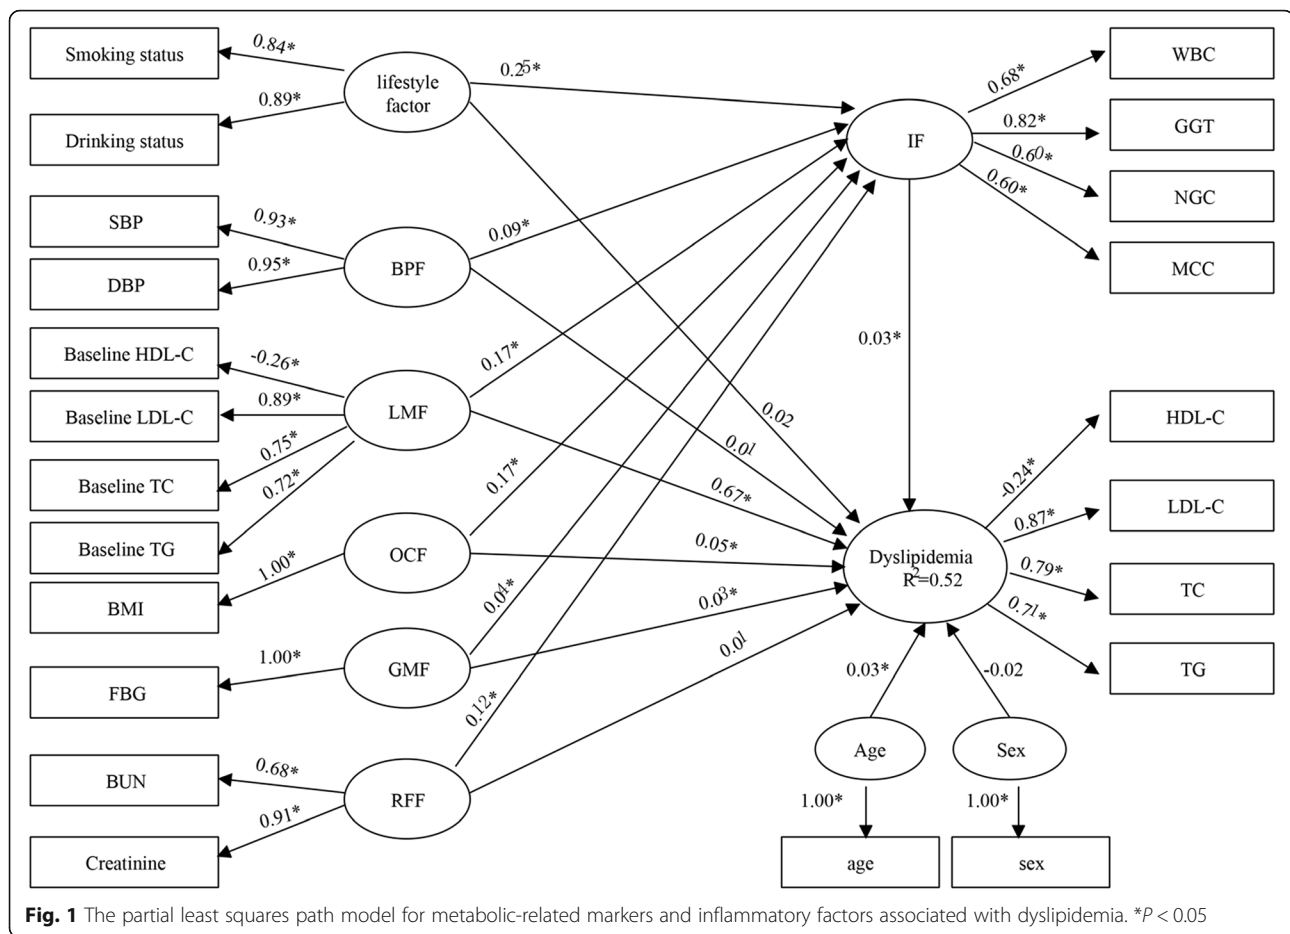 Smoking status
Drinking status
SBP
DBP
Baseline HDL-C
Baseline LDL-C
Baseline TC
Baseline TG
BMI
FBG
BUN
Creatinine
0.84*
0.89*
0.93*
0.95*
-0.26*
0.89*
0.75*
0.72*
1.00*
1.00*
0.68*
0.91*
lifestyle
factor
BPF
LMF
OCF
GMF
RFF
0.25*
0.09*
0.17*
0.17*
0.04*
0.12*
0.02
0.01
0.67*
0.05*
0.03*
0.01
IF
0.03*
Dyslipidemia
R2=0.52
0.68*
0.82*
0.60*
0.60*
WBC
GGT
NGC
MCC
-0.24*
0.87*
0.79*
0.71*
HDL-C
LDL-C
TC
TG
0.03*
-0.02
Age
Sex
1.00*
1.00*
age
sex
Fig. 1 The partial least squares path model for metabolic-related markers and inflammatory factors associated with dyslipidemia. *P < 0.05